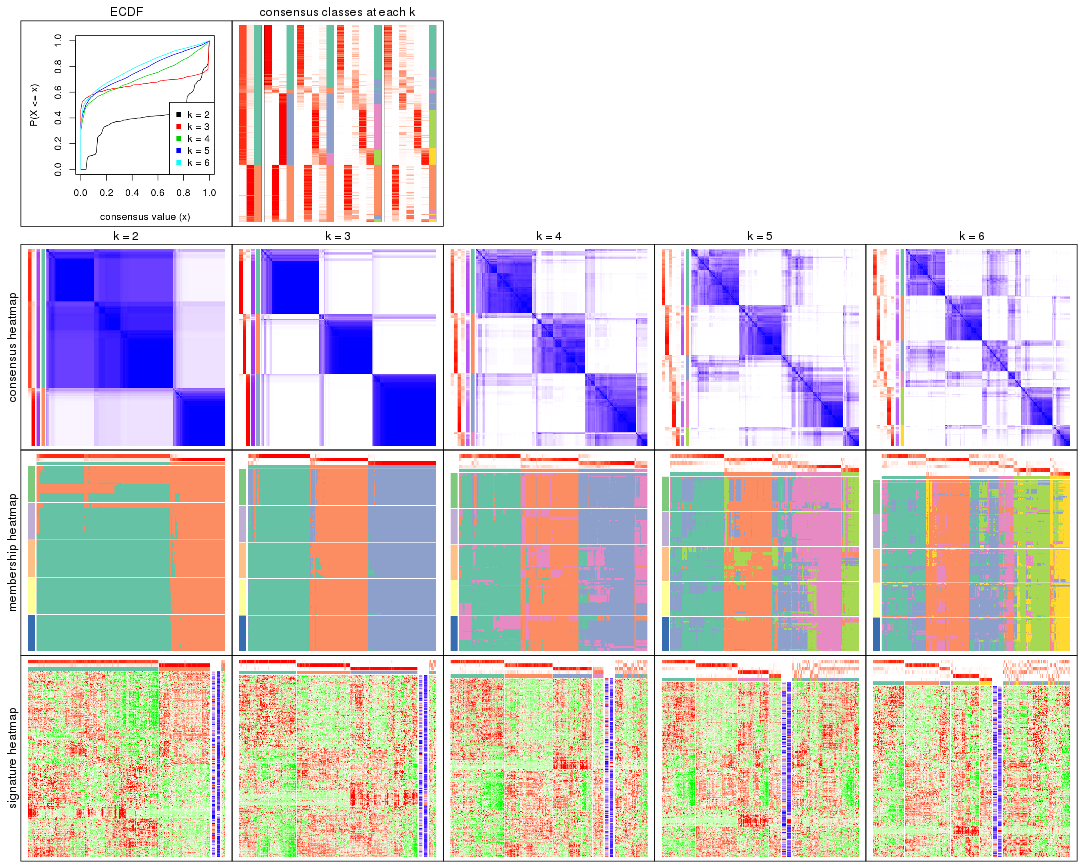 ECDF
consensus classes at each k
P(X <= x)
0.0
0.2
0.4
0.6
0.8
1.0
k = 2
k = 3
k = 4
k = 5
k = 6
0.0 0.2 0.4 0.6 0.8 1.0
consensus value (x)
k = 2
k = 3
k = 4
k = 5
k = 6
consensus heatmap
membership heatmap
signature heatmap